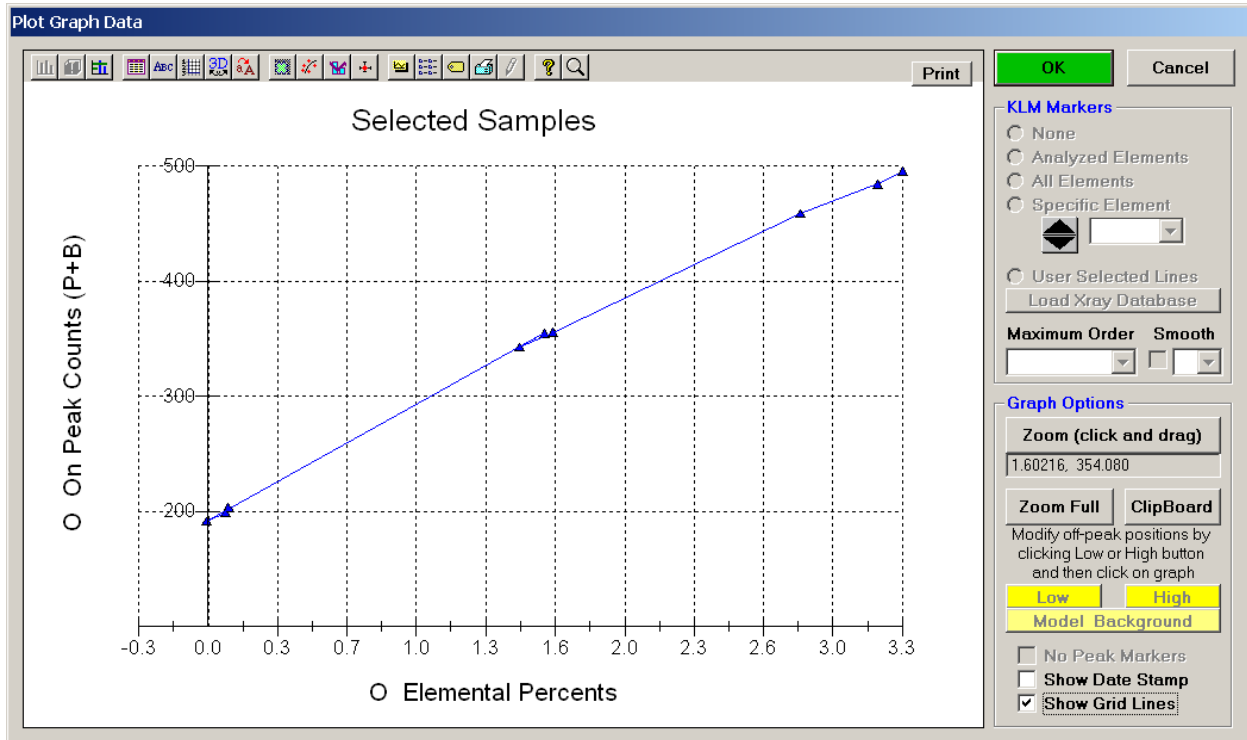 Plot Graph Data
ABC
3D
Print
OK
Cancel
Selected Samples
O On Peak Counts (P+B)
500
400
300
200
-0.3 0.0 0.3 0.7 1.0 1.3 1.6 2.0 2.3 2.6 3.0 3.3
O Elemental Percents
KLM Markers
None
Analyzed Elements
All Elements
Specific Element
User Selected Lines
Load Xray Database
Maximum Order Smooth
Graph Options
Zoom (click and drag)
1.60216, 354.080
Zoom Full ClipBoard
Modify off-peak positions by
clicking Low or High button
and then click on graph
Low High
Model Background
No Peak Markers
Show Date Stamp
Show Grid Lines